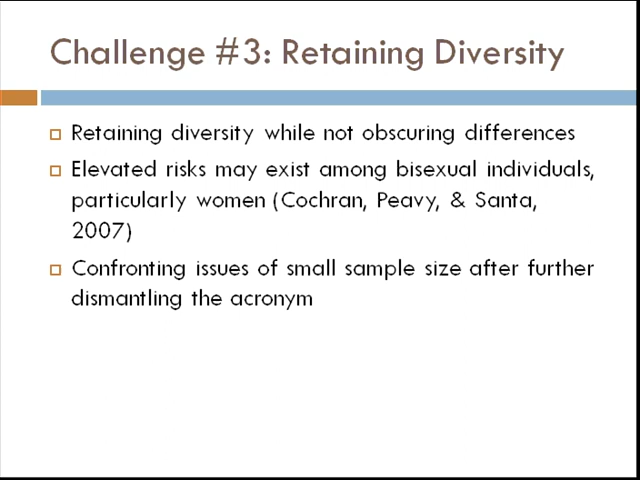 Challenge #3: Retaining Diversity
Retaining diversity while not obscuring differences
Elevated risks may exist among bisexual individuals,
particularly women (Cochran, Peavy, & Santa,
2007)
Confronting issues of small sample size after further
dismantling the acronym